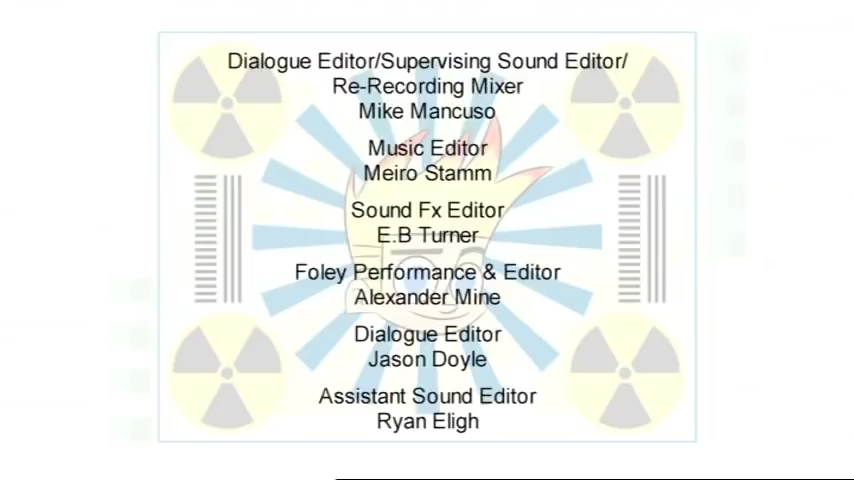 Dialogue Editor/Supervising Sound Editor/
Re-Recording Mixer
Mike Mancuso
Music Editor
Meiro Stamm
Sound Fx Editor
E.B Turner
Foley Performance & Editor
Alexander Mine
Dialogue Editor
Jason Doyle
Assistant Sound Editor
Ryan Eligh